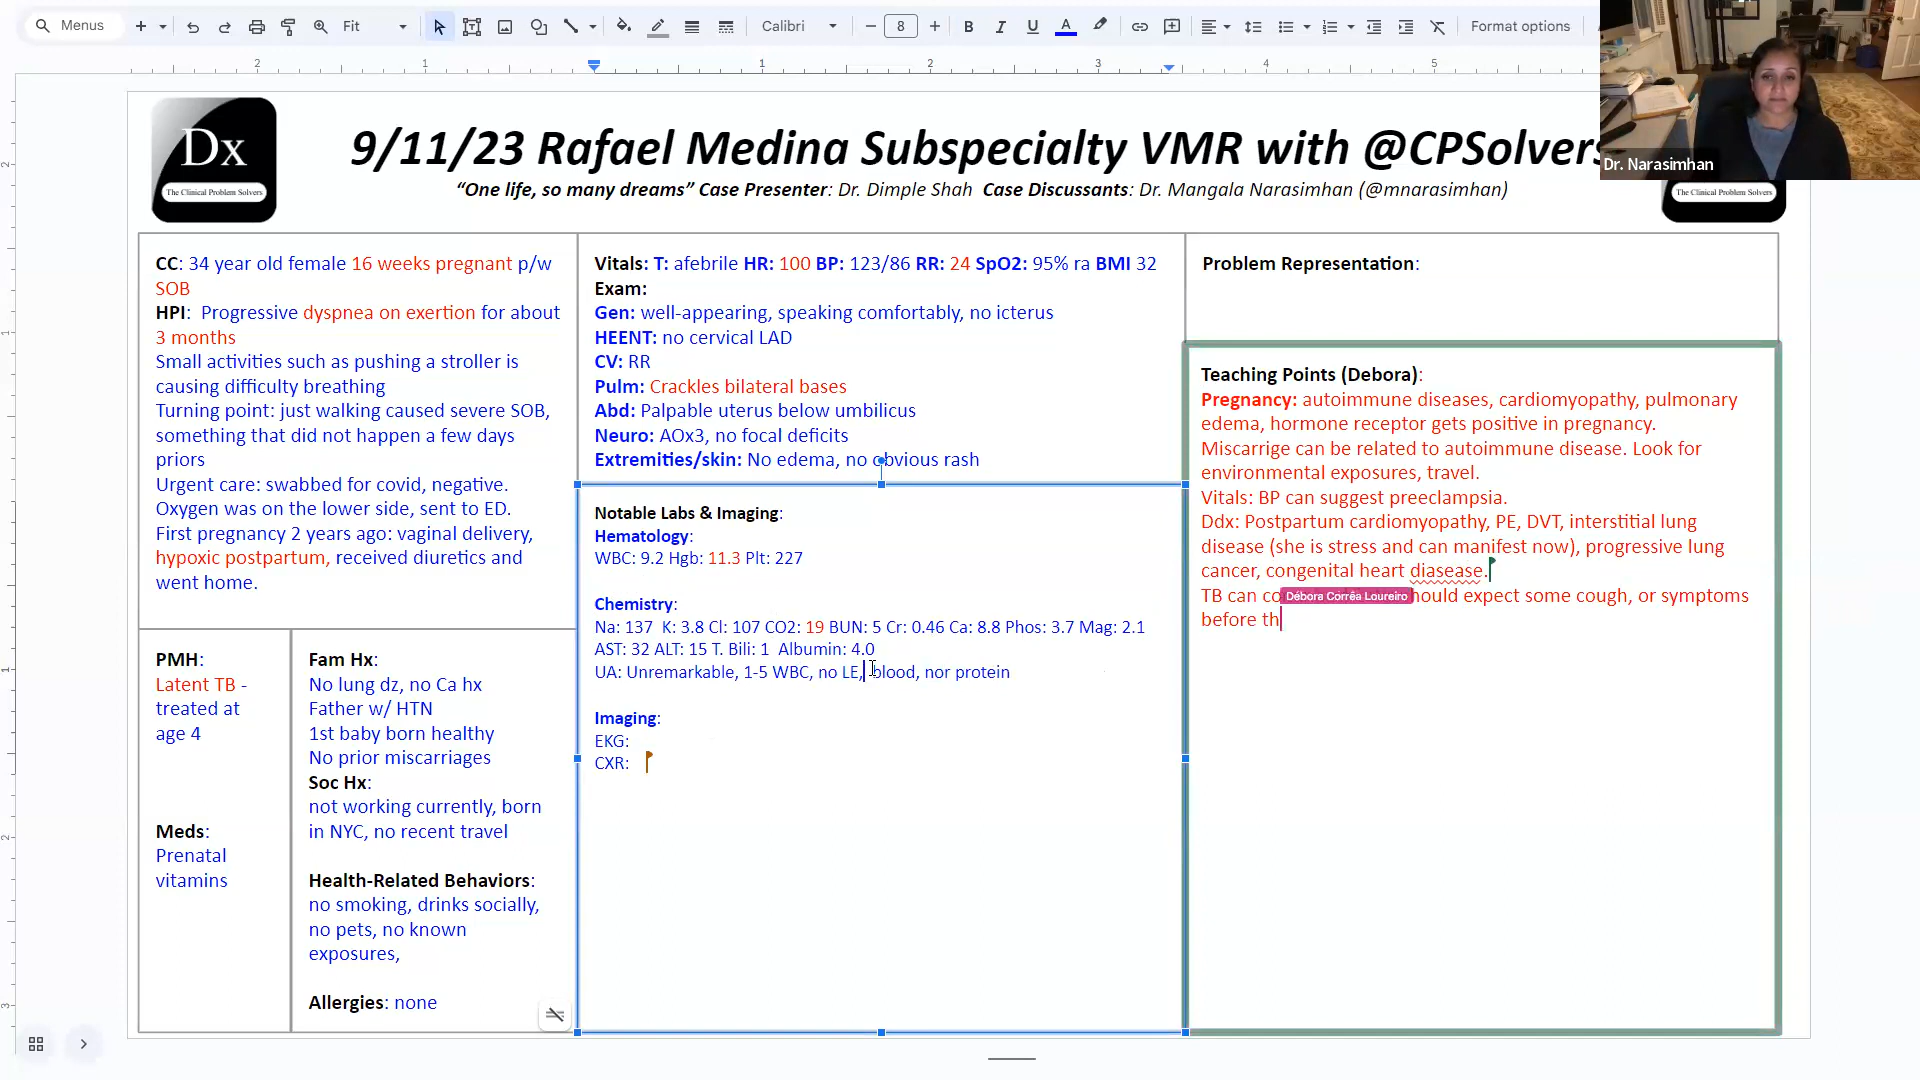 Menus
Fit
Calibri
8
Format options
2
1
1
2
3
4
5
Dx
The Clinical Problem Solvers
9/11/23 Rafael Medina Subspecialty VMR with @CPSolvers
"One life, so many dreams" Case Presenter: Dr. Dimple Shah Case Discussants: Dr. Mangala Narasimhan (@mnarasimhan)
Dr. Narasimhan
The Clinical Problem Solvers
CC: 34 year old female 16 weeks pregnant p/w
SOB
HPI: Progressive dyspnea on exertion for about
3 months
Small activities such as pushing a stroller is
causing difficulty breathing
Turning point: just walking caused severe SOB,
something that did not happen a few days
priors
Urgent care: swabbed for covid, negative.
Oxygen was on the lower side, sent to ED.
First pregnancy 2 years ago: vaginal delivery,
hypoxic postpartum, received diuretics and
went home.
PMH:
Latent TB -
treated at
age 4
Meds:
Prenatal
vitamins
Fam Hx:
No lung dz, no Ca hx
Father w/ HTN
1st baby born healthy
No prior miscarriages
Soc Hx:
not working currently, born
in NYC, no recent travel
Health-Related Behaviors:
no smoking, drinks socially,
no pets, no known
exposures,
Allergies: none
Vitals: T: afebrile HR: 100 BP: 123/86 RR: 24 SpO2: 95% ra BMI 32
Exam:
Gen: well-appearing, speaking comfortably, no icterus
HEENT: no cervical LAD
CV: RR
Pulm: Crackles bilateral bases
Abd: Palpable uterus below umbilicus
Neuro: AOx3, no focal deficits
Extremities/skin: No edema, no obvious rash
Notable Labs & Imaging:
Hematology:
WBC: 9.2 Hgb: 11.3 Plt: 227
Chemistry:
Na: 137 K: 3.8 Cl: 107 CO2: 19 BUN: 5 Cr: 0.46 Ca: 8.8 Phos: 3.7 Mag: 2.1
AST: 32 ALT: 15 T. Bili: 1 Albumin: 4.0
UA: Unremarkable, 1-5 WBC, no LE, blood, nor protein
Imaging:
EKG:
CXR:
Problem Representation:
Teaching Points (Debora):
Pregnancy: autoimmune diseases, cardiomyopathy, pulmonary
edema, hormone receptor gets positive in pregnancy.
Miscarrige can be related to autoimmune disease. Look for
environmental exposures, travel.
Vitals: BP can suggest preeclampsia.
Ddx: Postpartum cardiomyopathy, PE, DVT, interstitial lung
disease (she is stress and can manifest now), progressive lung
cancer, congenital heart diasease.
TB can Débora Corrêa Loureiro expect some cough, or symptoms
before th